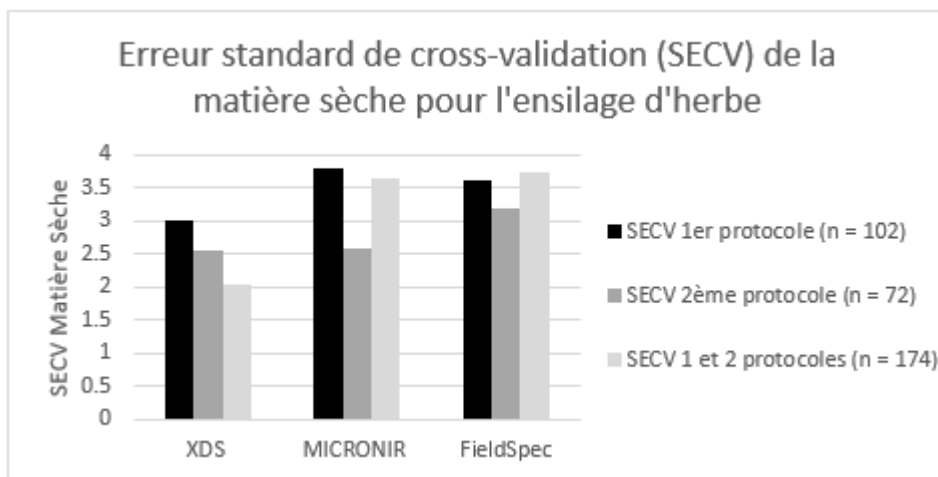 Erreur standard de cross-validation (SECV) de la
matière sèche pour l'ensilage d'herbe
SECV Matière Sèche
4
3.5
3
2.5
2
1.5
1
0.5
0
XDS MICRONIR FieldSpec
SECV 1er protocole (n = 102)
SECV 2ème protocole (n = 72)
SECV 1 et 2 protocoles (n = 174)